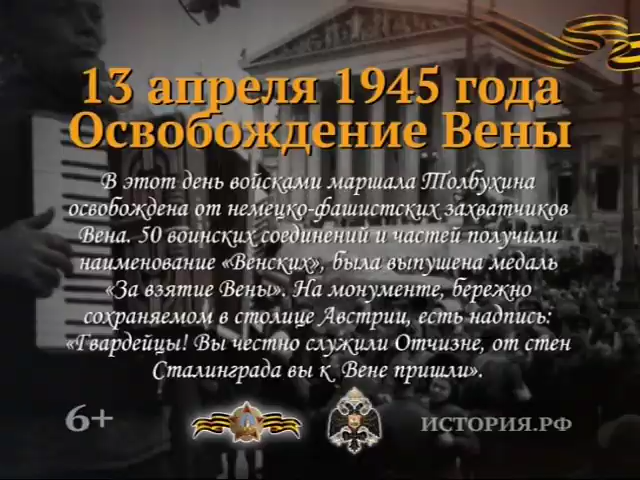 13 апреля 1945 года
Освобождение Вены
В этот день войсками маршала Толбухина
освобождена от немецко-фашистских захватчиков
Вена. 50 воинских соединений и частей получили
наименование «Венских», была выпушена медаль
«За взятие Вены». На монументе, бережно
сохраняемом в столице Австрии, есть надпись:
«Гвардейцы! Вы честно служили Отчизне, от стен
Сталинграда вы к Вене пришли».
6+
ИСТОРИЯ.РФ